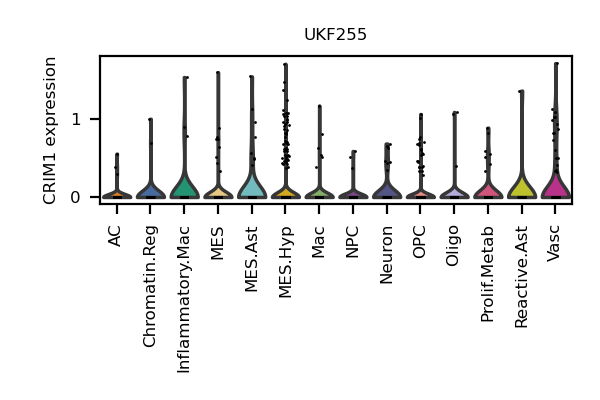 UKF255
CRIM1 expression
1
0
AC
Chromatin.Reg
Inflammatory.Mac
MES
MES.Ast
MES.Hyp
Mac
NPC
Neuron
OPC
Oligo
Prolif.Metab
Reactive.Ast
Vasc